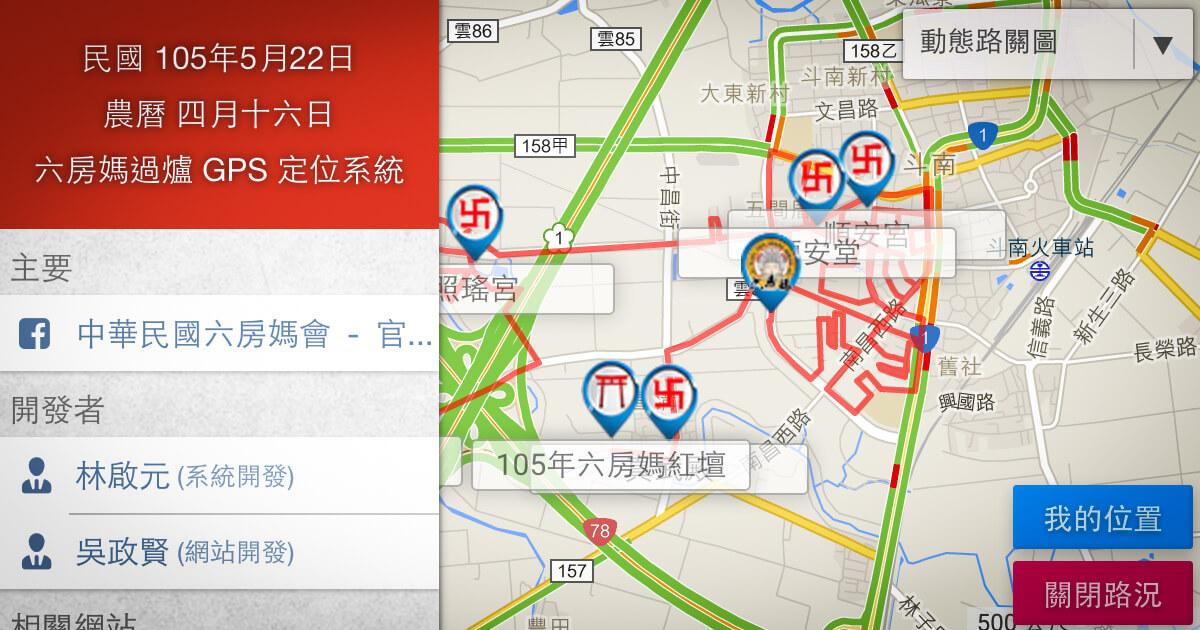 民國 105年5月22日
農曆 四月十六日
六房媽過爐 GPS 定位系統
主要
中華民國六房媽會 - 官...
開發者
林啟元 (系統開發)
吳政賢 (網站開發)
相關網站
動態路關圖
我的位置
關閉路況
雲86
雲85
158乙
斗南新村
大東新村
文昌路
1
158甲
斗南
中昌街
五間
順安宮
安堂
1
斗南火車站
照瑤宮
雲
南昌西路
1
信義路
新生三路
長榮路
舊社
興國路
105年六房媽紅壇
南昌西路
78
157
豐田
林子
500